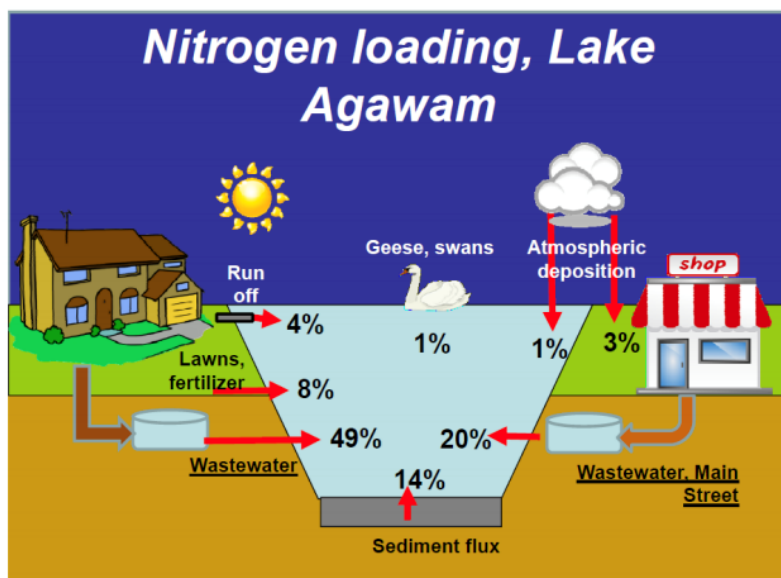 Nitrogen loading, Lake
Agawam
Geese, swans
Atmospheric
deposition
shop
Run
off
4%
1%
1%
3%
Lawns,
fertilizer
8%
49%
20%
Wastewater
Wastewater, Main
Street
14%
Sediment flux